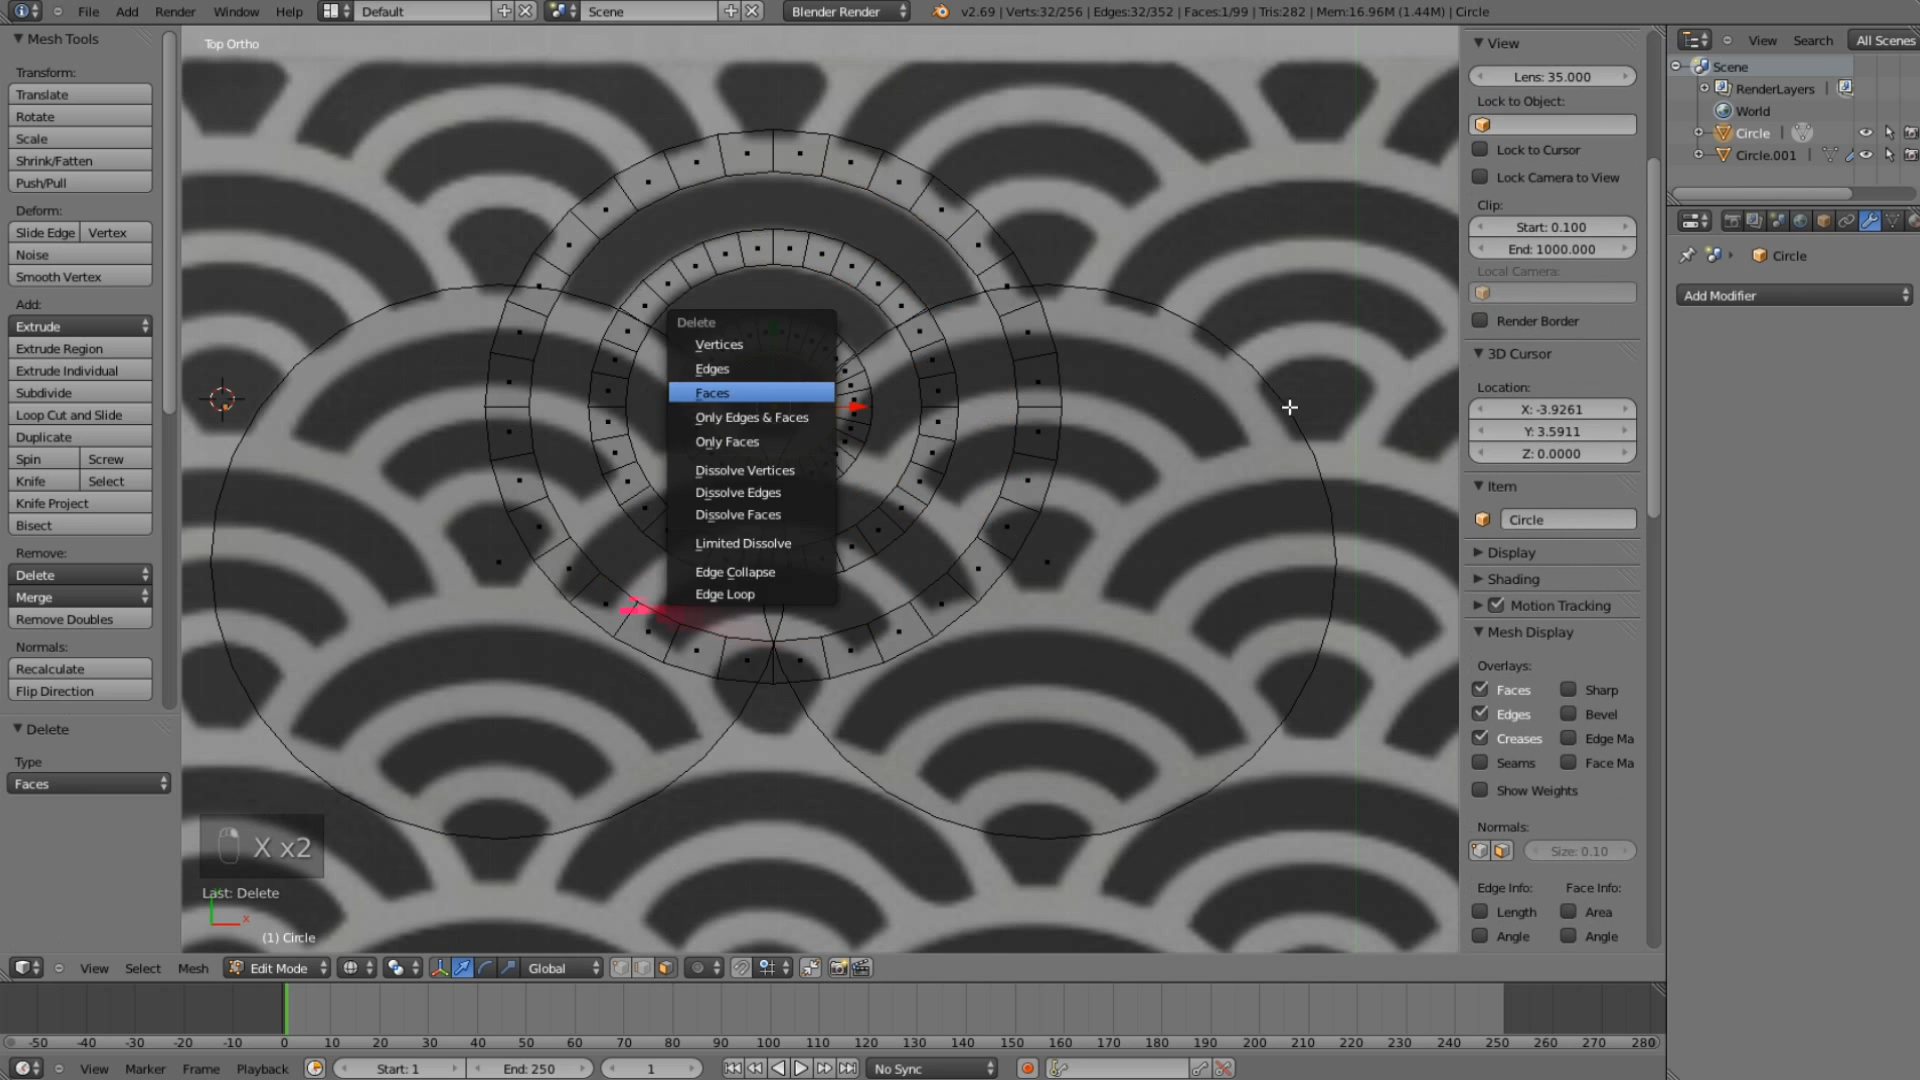 File Add Render Window Help Default Scene Blender Render v2.69 | Verts:32/256 | Edges:32/352 | Faces:1/99 | Tris:282 | Mem:16.96M (1.44M) | Circle
Mesh Tools
Transform:
Translate
Rotate
Scale
Shrink/Fatten
Push/Pull
Deform:
Slide Edge Vertex
Noise
Smooth Vertex
Add:
Extrude
Extrude Region
Extrude Individual
Subdivide
Loop Cut and Slide
Duplicate
Spin Screw
Knife Select
Knife Project
Bisect
Remove:
Delete
Merge
Remove Doubles
Normals:
Recalculate
Flip Direction
Delete
Type
Faces
Top Ortho
Delete
Vertices
Edges
Faces
Only Edges & Faces
Only Faces
Dissolve Vertices
Dissolve Edges
Dissolve Faces
Limited Dissolve
Edge Collapse
Edge Loop
X x2
Last: Delete
x
(1) Circle
View
Lens: 35.000
Lock to Object:
Lock to Cursor
Lock Camera to View
Clip:
Start: 0.100
End: 1000.000
Local Camera:
Render Border
3D Cursor
Location:
X: -3.9261
Y: 3.5911
Z: 0.0000
Item
Circle
Display
Shading
Motion Tracking
Mesh Display
Overlays:
Faces Sharp
Edges Bevel
Creases Edge Ma
Seams Face Ma
Show Weights
Normals:
Size: 0.10
Edge Info: Face Info:
Length Area
Angle Angle
View Search All Scenes
Scene
RenderLayers
World
Circle
Circle.001
Circle
Add Modifier
View Select Mesh Edit Mode Global
-50 -40 -30 -20 -10 0 10 20 30 40 50 60 70 80 90 100 110 120 130 140 150 160 170 180 190 200 210 220 230 240 250 260 270 280
View Marker Frame Playback Start: 1 End: 250 1 No Sync